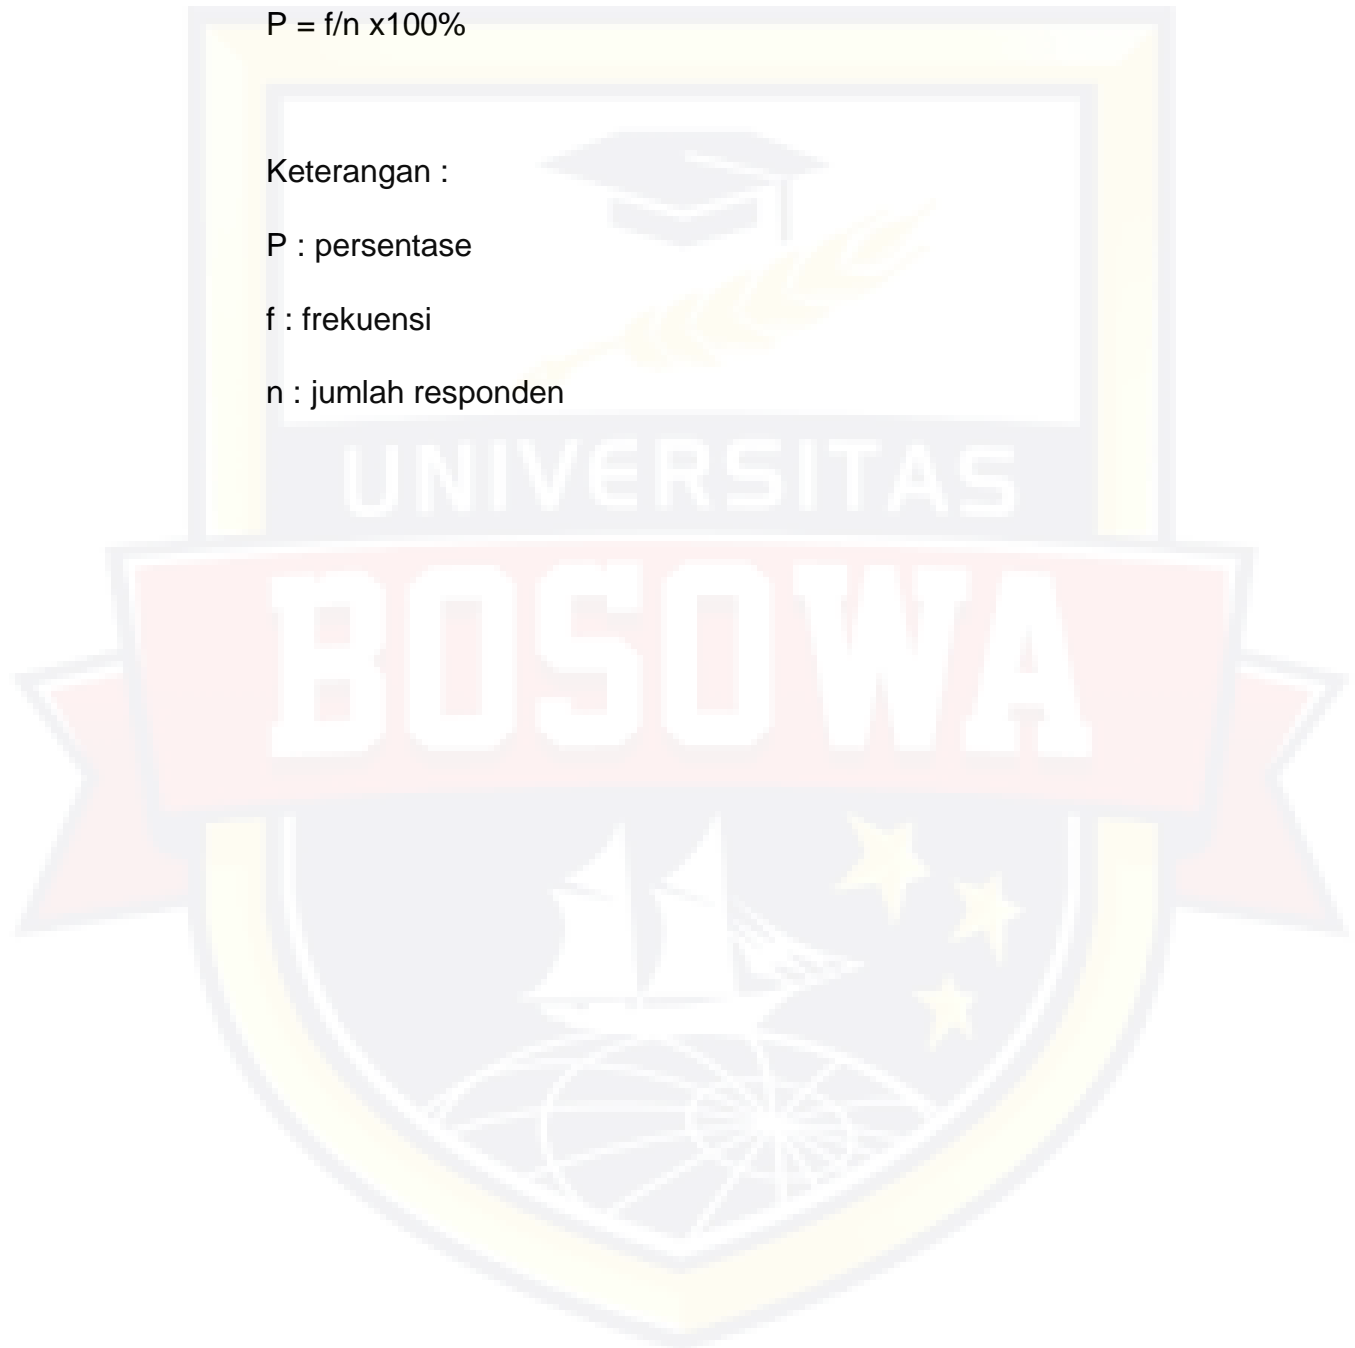 P = f/n x100%
Keterangan :
P : persentase
f : frekuensi
n : jumlah responden
UNIVERSITAS
BOSOWA